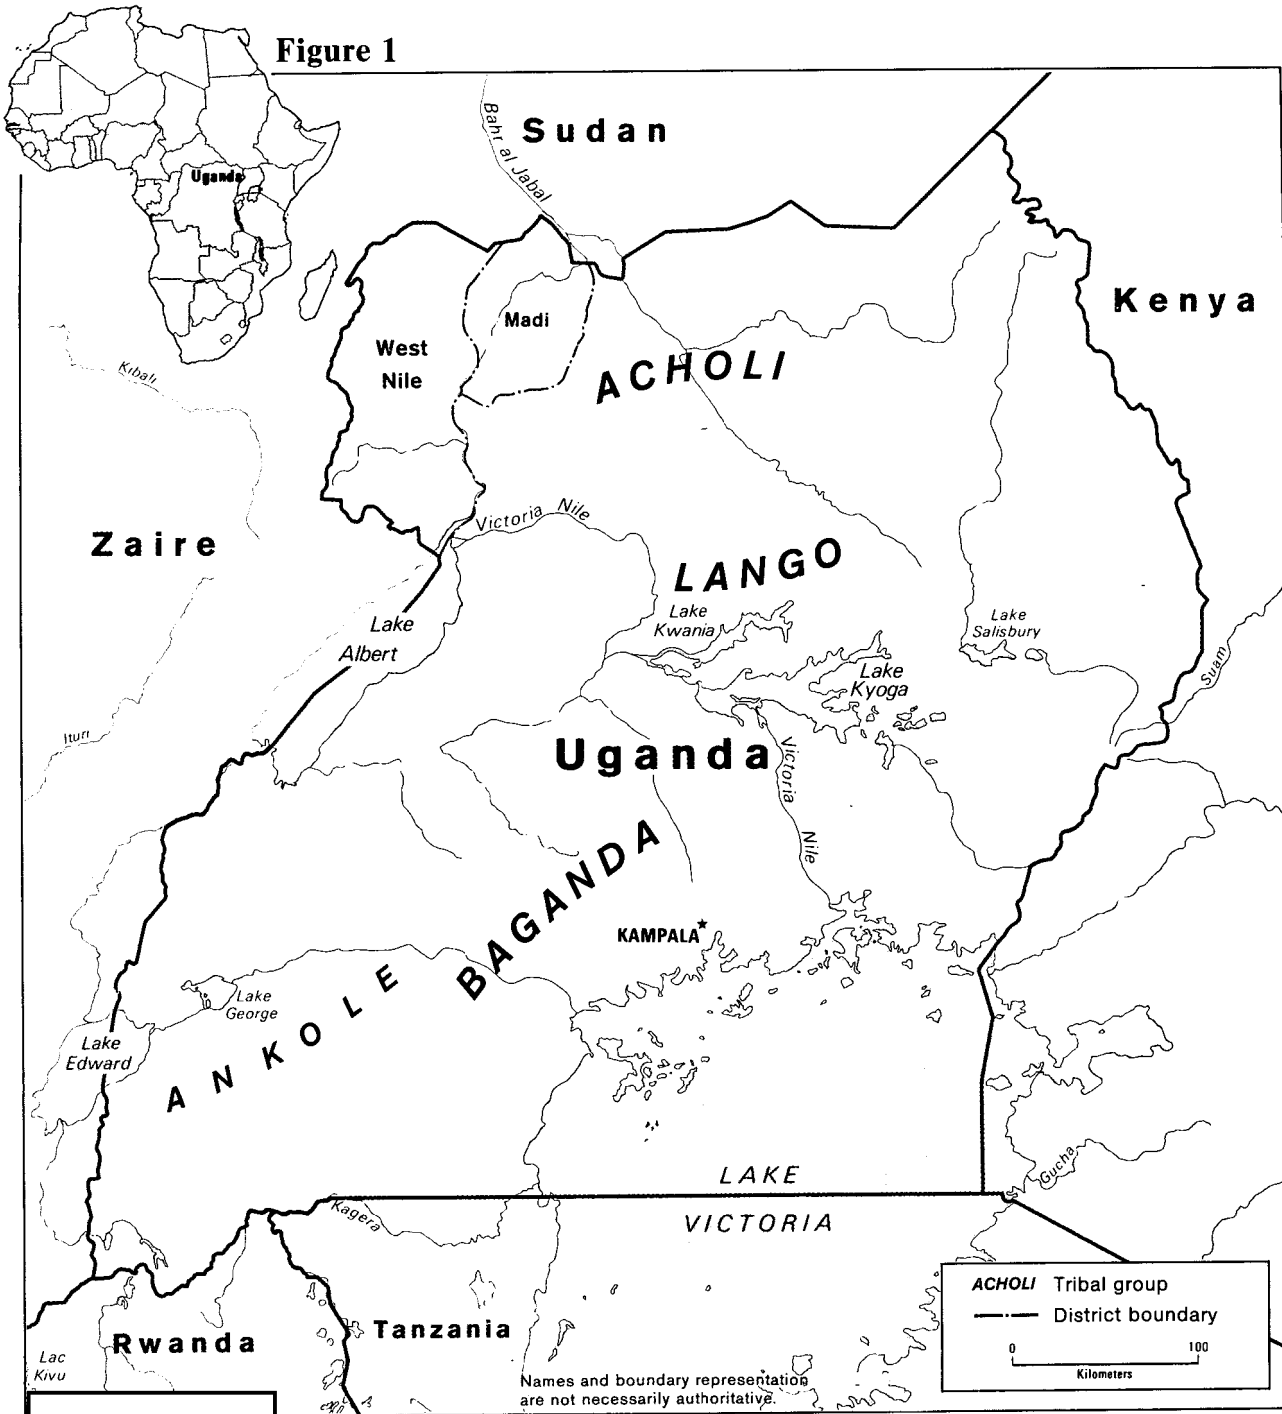 Figure 1
Uganda
Sudan
Bahr al Jabal
Kenya
Madi
West
Nile
ACHOLI
Kibali
Victoria Nile
Zaire
LANGO
Lake
Kwania
Lake
Salisbury
Lake
Albert
Lake
Kyoga
Suam
Ituri
Uganda
Victoria Nile
BAGANDA
KAMPALA
ANKOLE
Lake
George
Lake
Edward
LAKE
VICTORIA
Gucha
Kagera
ACHOLI Tribal group
District boundary
0 100
Kilometers
Rwanda
Tanzania
Lac
Kivu
Names and boundary representation
are not necessarily authoritative.